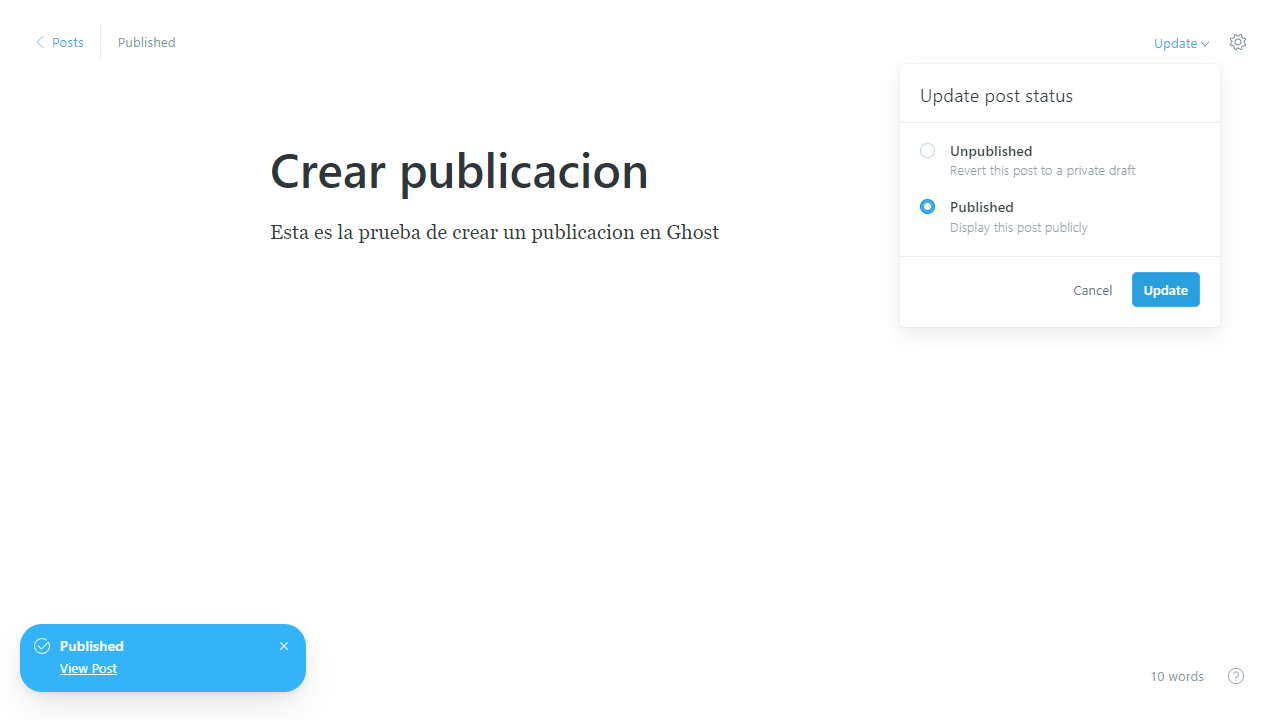 Posts
Published
Update
Update post status
Crear publicacion
Unpublished
Revert this post to a private draft
Published
Display this post publicly
Esta es la prueba de crear un publicacion en Ghost
Cancel
Update
Published
View Post
10 words